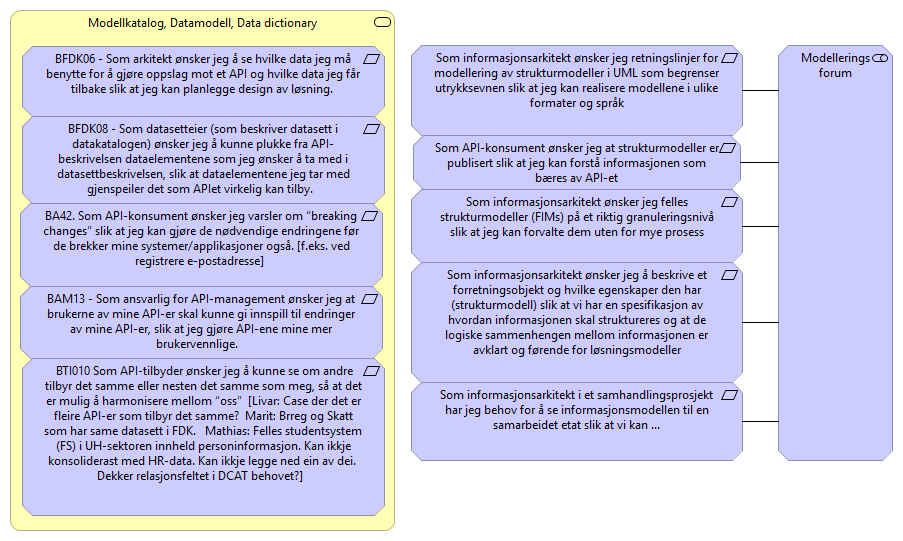 Modellkatalog, Datamodell, Data dictionary
BFDK06 - Som arkitekt ønsker jeg å se hvilke data jeg må
benytte for å gjøre oppslag mot et API og hvilke data jeg får
tilbake slik at jeg kan planlegge design av løsning.
BFDK08 - Som datasetteier (som beskriver datasett i
datakatalogen) ønsker jeg å kunne plukke fra API-
beskrivelsen dataelementene som jeg ønsker å ta med i
datasettbeskrivelsen, slik at dataelementene jeg tar med
gjenspeiler det som APIet virkelig kan tilby.
BA42. Som API-konsument ønsker jeg varsler om “breaking
changes” slik at jeg kan gjøre de nødvendige endringene før
de brekker mine systemer/applikasjoner også. [f.eks. ved
registrere e-postadresse]
BAM13 - Som ansvarlig for API-management ønsker jeg at
brukerne av mine API-er skal kunne gi innspill til endringer
av mine API-er, slik at jeg gjøre API-ene mine mer
brukervennlige.
BTI010 Som API-tilbyder ønsker jeg å kunne se om andre
tilbyr det samme eller nesten det samme som meg, så at det
er mulig å harmonisere mellom “oss”  [Livar: Case der det er
fleire API-er som tilbyr det samme?  Marit: Brreg og Skatt
som har same datasett i FDK.   Mathias: Felles studentsystem
(FS) i UH-sektoren innheld personinformasjon. Kan ikkje
konsoliderast med HR-data. Kan ikkje legge ned ein av dei.
Dekker relasjonsfeltet i DCAT behovet?]
Som informasjonsarkitekt ønsker jeg retningslinjer for
modellering av strukturmodeller i UML som begrenser
utrykksevnen slik at jeg kan realisere modellene i ulike
formater og språk
Som API-konsument ønsker jeg at strukturmodeller er
publisert slik at jeg kan forstå informasjonen som
bæres av API-et
Som informasjonsarkitekt ønsker jeg felles
strukturmodeller (FIMs) på et riktig granuleringsnivå
slik at jeg kan forvalte dem uten for mye prosess
Som informasjonsarkitekt ønsker jeg å beskrive et
forretningsobjekt og hvilke egenskaper den har
(strukturmodell) slik at vi har en spesifikasjon av
hvordan informasjonen skal struktureres og at de
logiske sammenhengen mellom informasjonen er
avklart og førende for løsningsmodeller
Som informasjonsarkitekt i et samhandlingsprosjekt
har jeg behov for å se informasjonsmodellen til en
samarbeidet etat slik at vi kan ...
Modellerings
forum